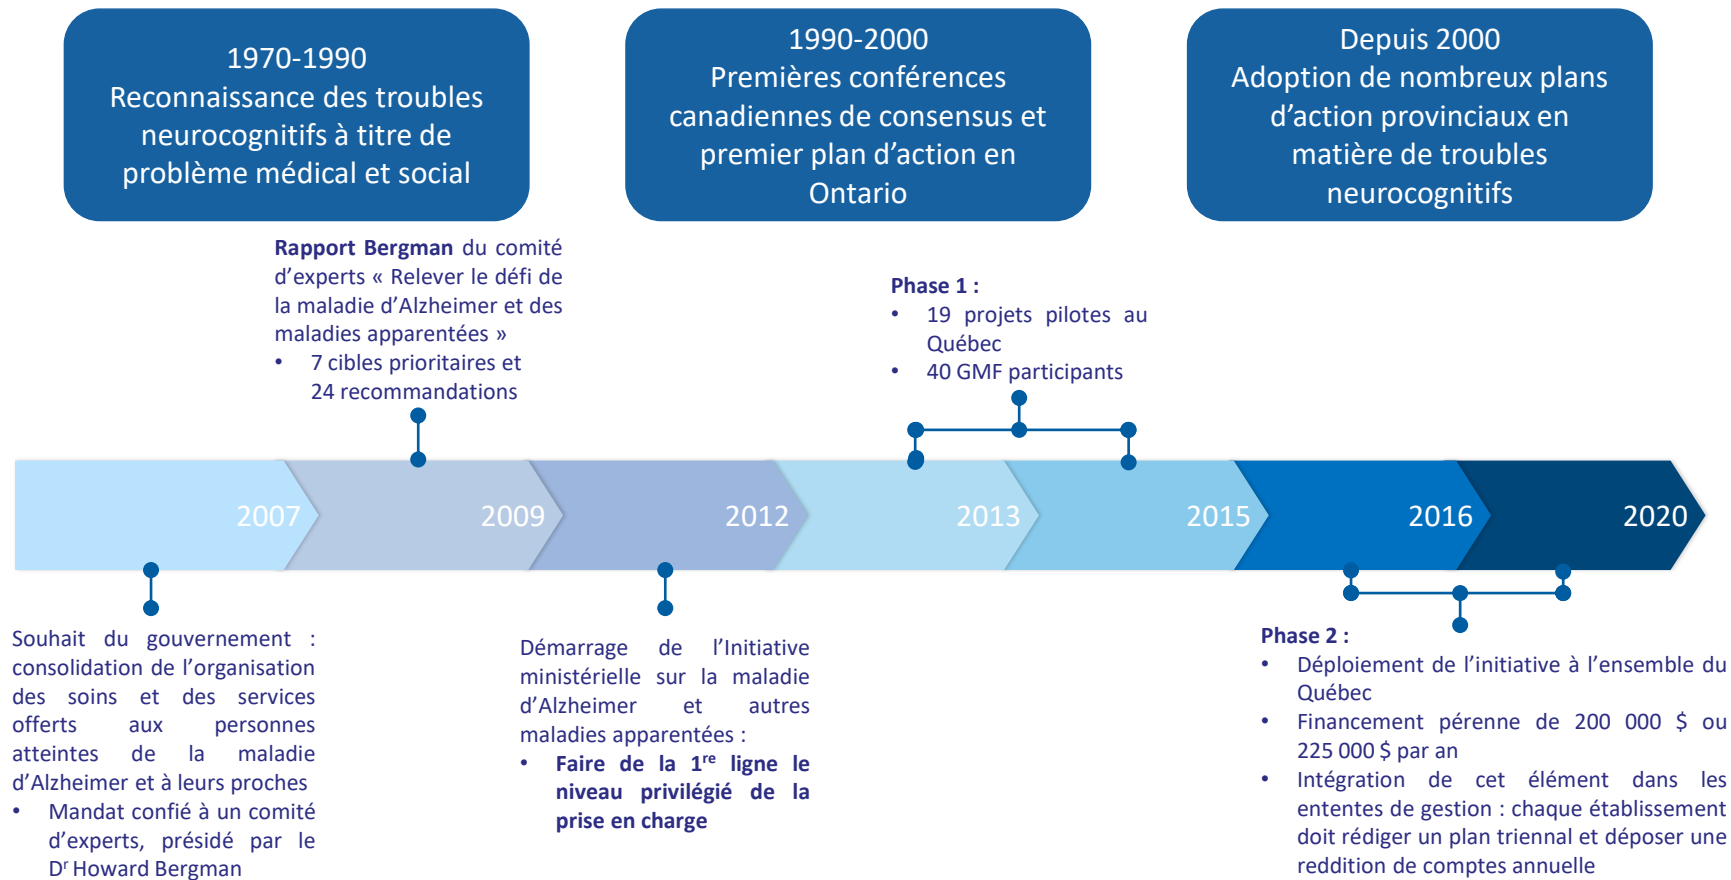 1970-1990
Reconnaissance des troubles
neurocognitifs à titre de
problème médical et social
1990-2000
Premières conférences
canadiennes de consensus et
premier plan d’action en
Ontario
Depuis 2000
Adoption de nombreux plans
d’action provinciaux en
matière de troubles
neurocognitifs
Rapport Bergman du comité
d’experts « Relever le défi de
la maladie d’Alzheimer et des
maladies apparentées »
• 7 cibles prioritaires et
24 recommandations
Phase 1 :
• 19 projets pilotes au
Québec
• 40 GMF participants
2007
2009
2012
2013
2015
2016
2020
Souhait du gouvernement :
consolidation de l’organisation
des soins et des services
offerts aux personnes
atteintes de la maladie
d’Alzheimer et à leurs proches
• Mandat confié à un comité
d’experts, présidé par le
Dr Howard Bergman
Démarrage de l’Initiative
ministérielle sur la maladie
d’Alzheimer et autres
maladies apparentées :
• Faire de la 1re ligne le
niveau privilégié de la
prise en charge
Phase 2 :
• Déploiement de l’initiative à l’ensemble du
Québec
• Financement pérenne de 200 000 $ ou
225 000 $ par an
• Intégration de cet élément dans les
ententes de gestion : chaque établissement
doit rédiger un plan triennal et déposer une
reddition de comptes annuelle